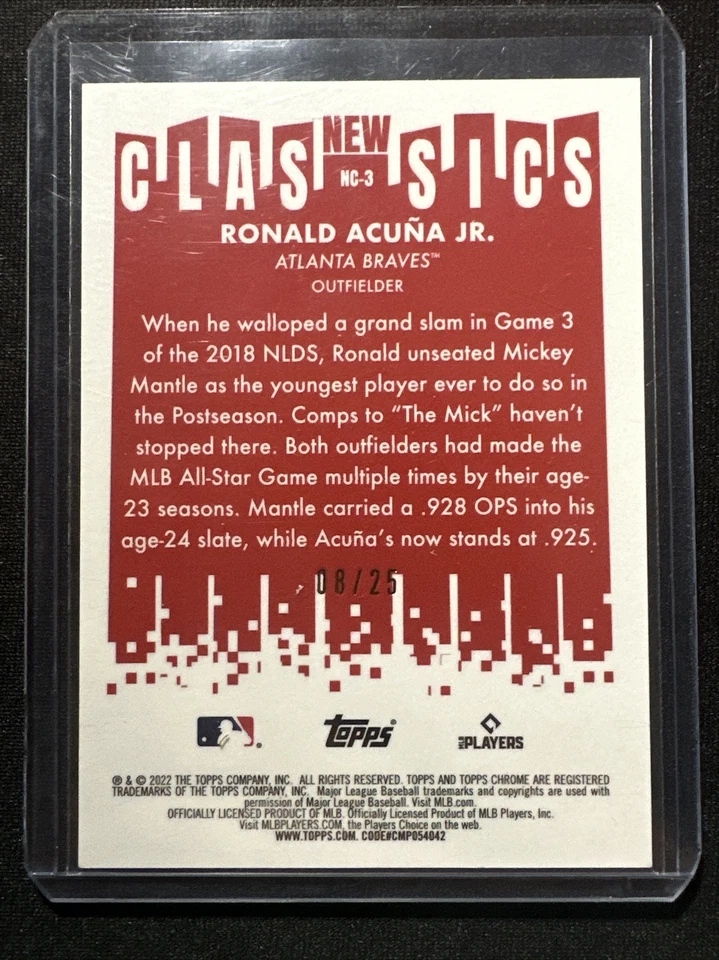 NEW
CLASSICS
NC-3
RONALD ACUÑA JR.
ATLANTA BRAVES™
OUTFIELDER
When he walloped a grand slam in Game 3
of the 2018 NLDS, Ronald unseated Mickey
Mantle as the youngest player ever to do so in
the Postseason. Comps to “The Mick” haven’t
stopped there. Both outfielders had made the
MLB All-Star Game multiple times by their age-
23 seasons. Mantle carried a .928 OPS into his
age-24 slate, while Acuña’s now stands at .925.
08/25
Topps®
MLB PLAYERS
® & © 2022 THE TOPPS COMPANY, INC. ALL RIGHTS RESERVED. TOPPS AND TOPPS CHROME ARE REGISTERED
TRADEMARKS OF THE TOPPS COMPANY, INC. Major League Baseball trademarks and copyrights are used with
permission of Major League Baseball. Visit MLB.com.
OFFICIALLY LICENSED PRODUCT OF MLB. Officially Licensed Product of MLB Players, Inc.
Visit MLBPLAYERS.COM, the Players Choice on the web.
WWW.TOPPS.COM. CODE#CMP054042